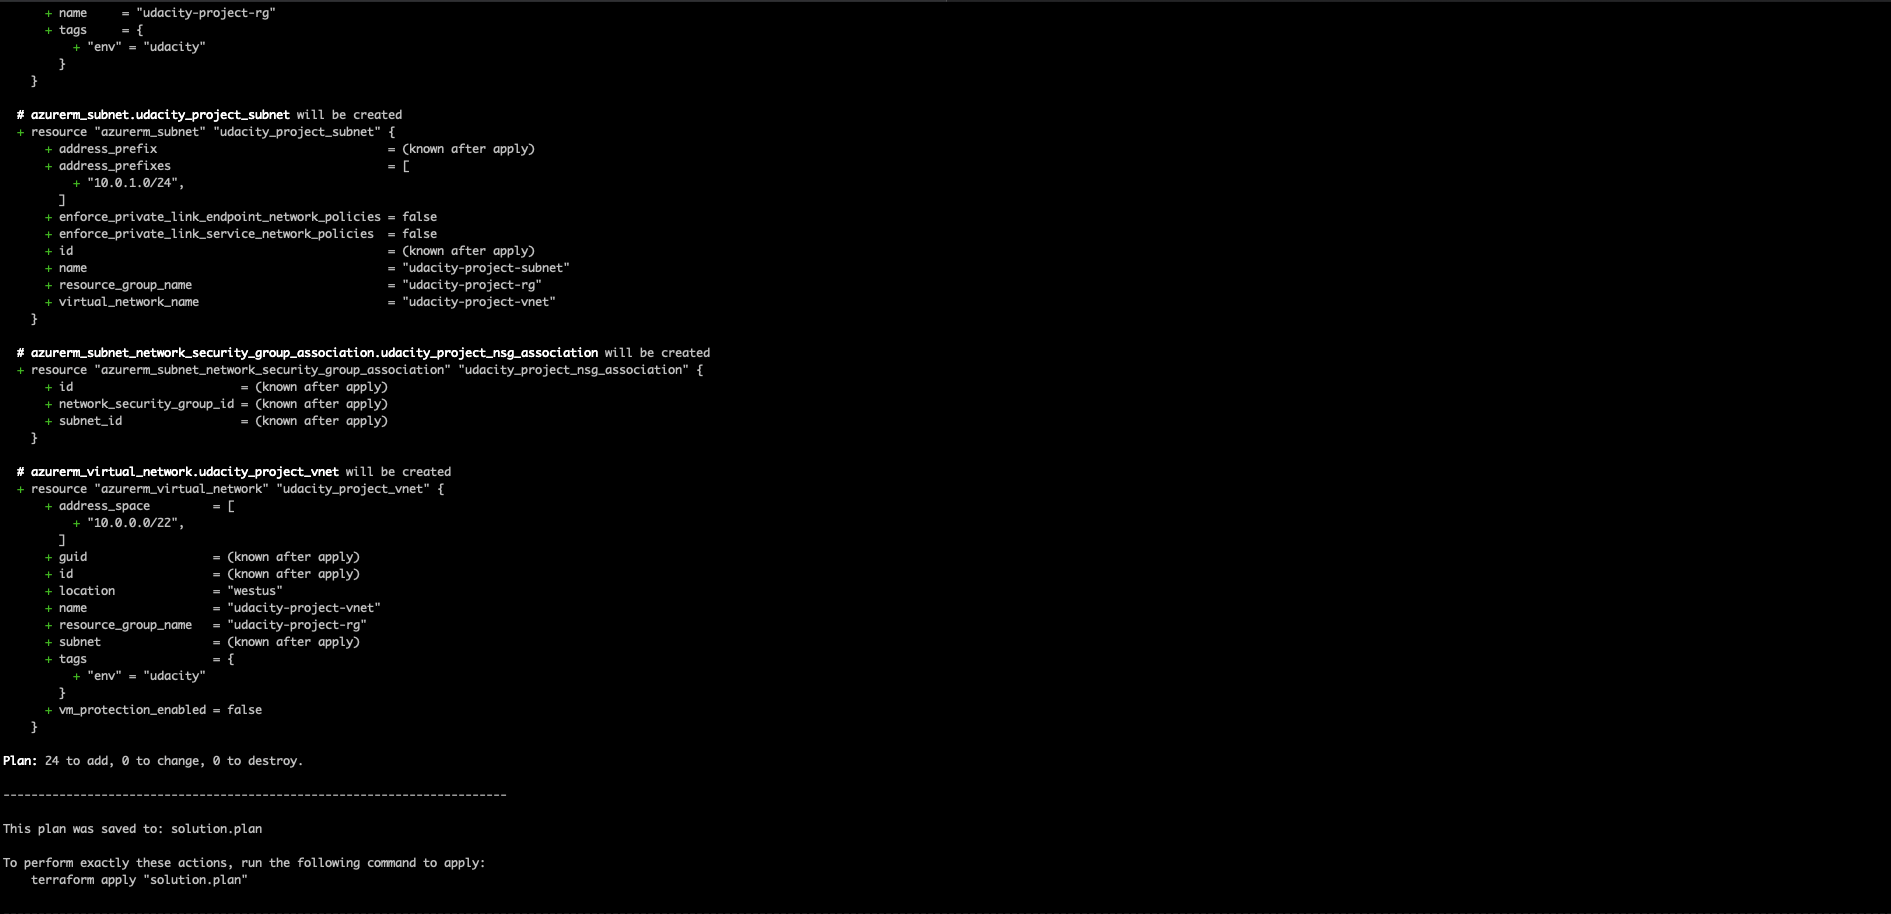 + name     = "udacity-project-rg"
      + tags     = {
          + "env" = "udacity"
        }
    }

  # azurerm_subnet.udacity_project_subnet will be created
  + resource "azurerm_subnet" "udacity_project_subnet" {
      + address_prefix                                 = (known after apply)
      + address_prefixes                               = [
          + "10.0.1.0/24",
        ]
      + enforce_private_link_endpoint_network_policies = false
      + enforce_private_link_service_network_policies  = false
      + id                                             = (known after apply)
      + name                                           = "udacity-project-subnet"
      + resource_group_name                            = "udacity-project-rg"
      + virtual_network_name                           = "udacity-project-vnet"
    }

  # azurerm_subnet_network_security_group_association.udacity_project_nsg_association will be created
  + resource "azurerm_subnet_network_security_group_association" "udacity_project_nsg_association" {
      + id                        = (known after apply)
      + network_security_group_id = (known after apply)
      + subnet_id                 = (known after apply)
    }

  # azurerm_virtual_network.udacity_project_vnet will be created
  + resource "azurerm_virtual_network" "udacity_project_vnet" {
      + address_space         = [
          + "10.0.0.0/22",
        ]
      + guid                  = (known after apply)
      + id                    = (known after apply)
      + location              = "westus"
      + name                  = "udacity-project-vnet"
      + resource_group_name   = "udacity-project-rg"
      + subnet                = (known after apply)
      + tags                  = {
          + "env" = "udacity"
        }
      + vm_protection_enabled = false
    }

Plan: 24 to add, 0 to change, 0 to destroy.

------------------------------------------------------------------------

This plan was saved to: solution.plan

To perform exactly these actions, run the following command to apply:
    terraform apply "solution.plan"